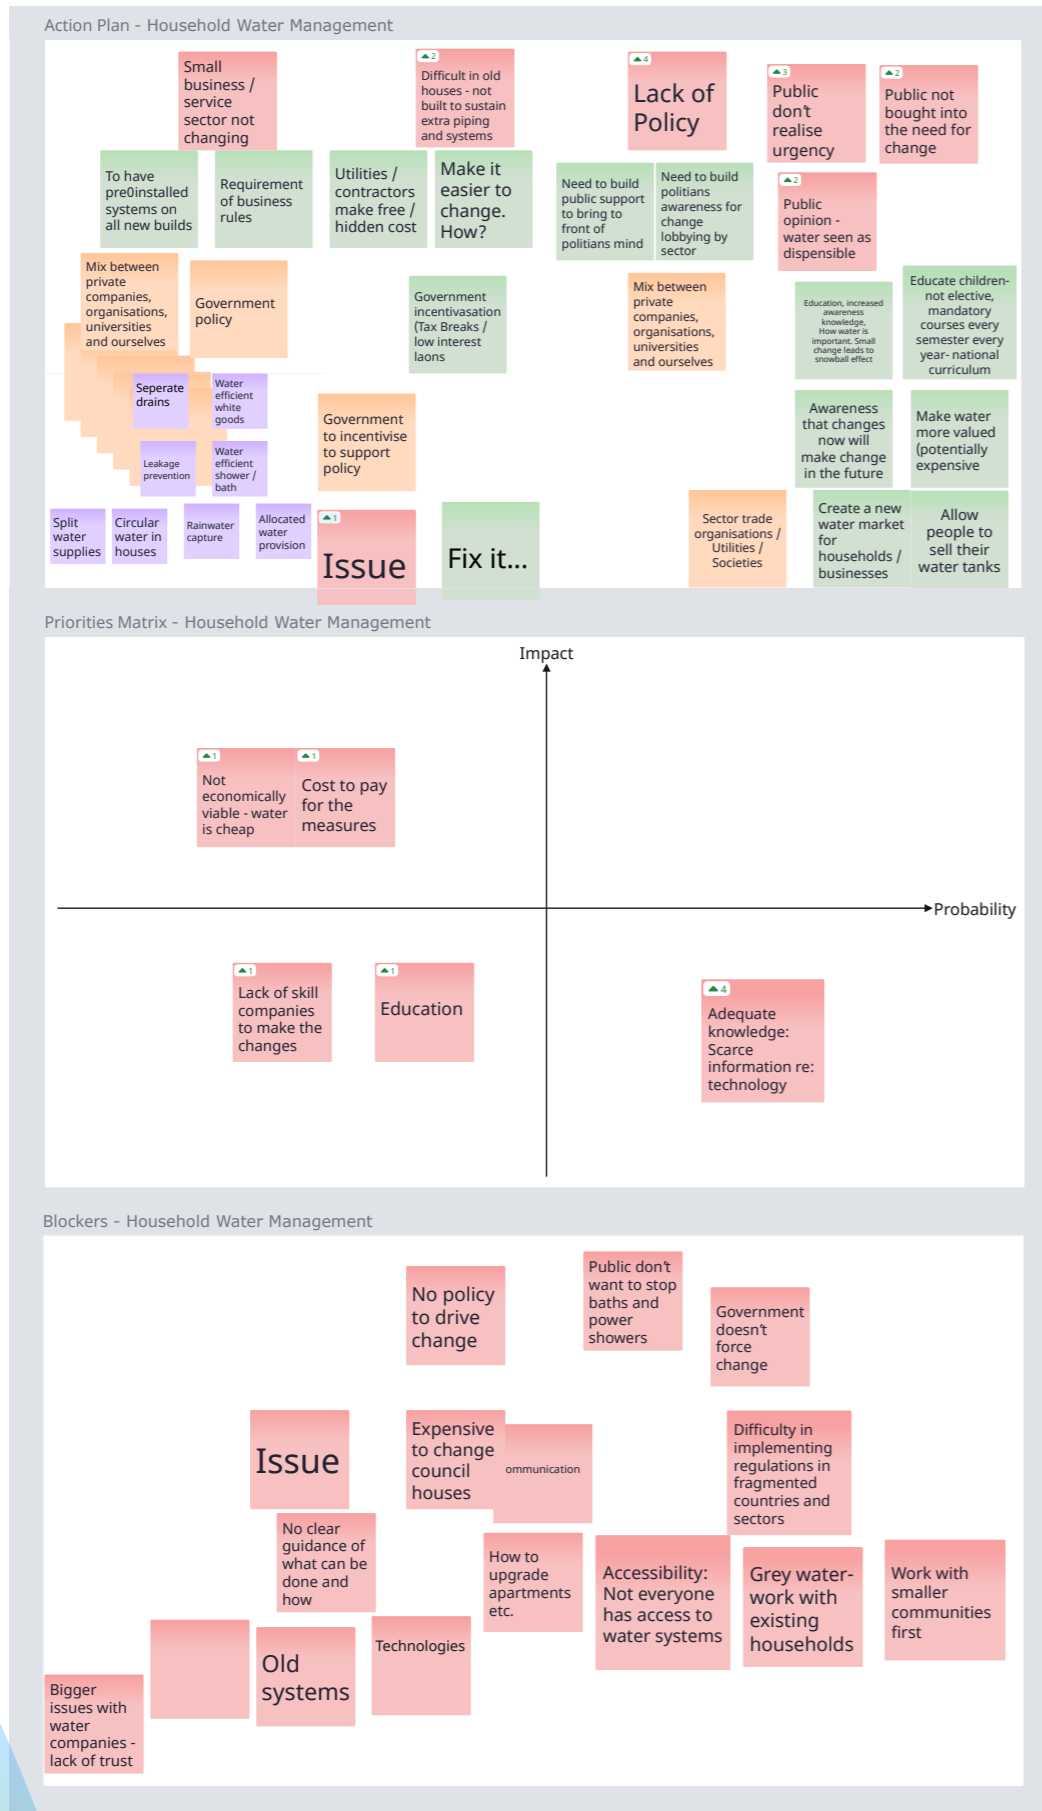 Action Plan - Household Water Management
Small
business /
service
sector not
changing
2
Difficult in old
houses - not
built to sustain
extra piping
and systems
4
Lack of
Policy
3
Public
don't
realise
urgency
2
Public not
bought into
the need for
change
To have
pre0installed
systems on
all new builds
Requirement
of business
rules
Utilities /
contractors
make free /
hidden cost
Make it
easier to
change.
How?
Need to build
public support
to bring to
front of
politians mind
Need to build
politians
awareness for
change
lobbying by
sector
2
Public
opinion -
water seen as
dispensible
Mix between
private
companies,
organisations,
universities
and ourselves
Government
policy
Government
incentivasation
(Tax Breaks /
low interest
laons
Mix between
private
companies,
organisations,
universities
and ourselves
Education, increased
awareness
knowledge,
How water is
important. Small
change leads to
snowball effect
Educate children-
not elective,
mandatory
courses every
semester every
year- national
curriculum
Seperate
drains
Water
efficient
white
goods
Leakage
prevention
Water
efficient
shower /
bath
Government
to incentivise
to support
policy
Awareness
that changes
now will
make change
in the future
Make water
more valued
(potentially
expensive
Split
water
supplies
Circular
water in
houses
Rainwater
capture
Allocated
water
provision
1
Issue
Fix it...
Sector trade
organisations /
Utilities /
Societies
Create a new
water market
for
households /
businesses
Allow
people to
sell their
water tanks
Priorities Matrix - Household Water Management
Impact
1
Not
economically
viable - water
is cheap
1
Cost to pay
for the
measures
Probability
1
Lack of skill
companies
to make the
changes
1
Education
4
Adequate
knowledge:
Scarce
information re:
technology
Blockers - Household Water Management
No policy
to drive
change
Public don't
want to stop
baths and
power
showers
Government
doesn't
force
change
Issue
Expensive
to change
council
houses
ommunication
Difficulty in
implementing
regulations in
fragmented
countries and
sectors
No clear
guidance of
what can be
done and
how
How to
upgrade
apartments
etc.
Accessibility:
Not everyone
has access to
water systems
Grey water-
work with
existing
households
Work with
smaller
communities
first
Old
systems
Technologies
Bigger
issues with
water
companies -
lack of trust